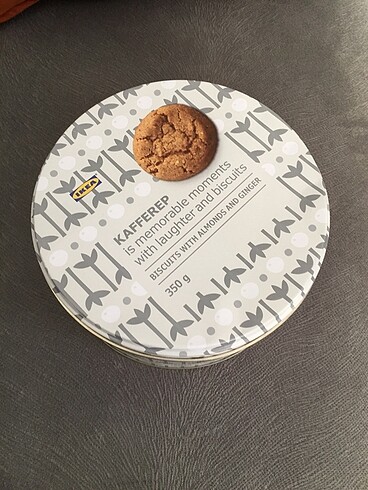 IKEA
KAFFEREP
is memorable moments
with laughter and biscuits
BISCUITS WITH ALMONDS AND GINGER
350 g